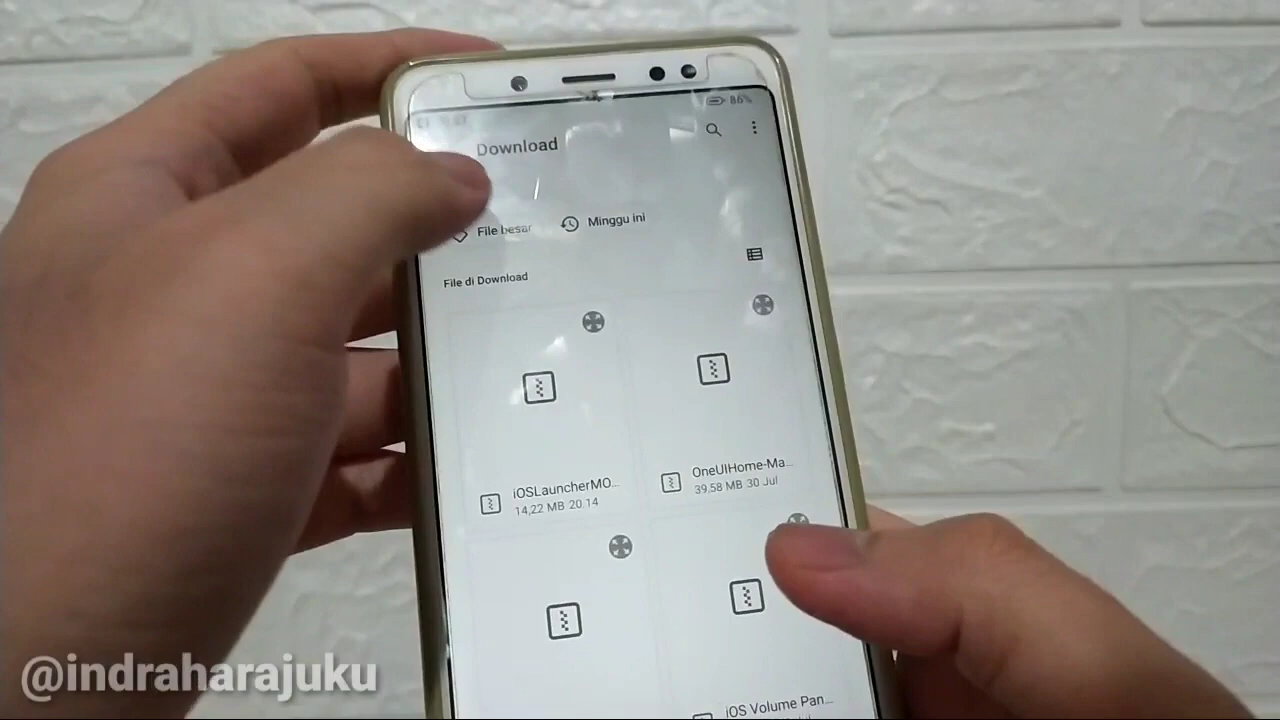 86%
Download
File besar
Minggu ini
File di Download
iOSLauncherMO...
14,22 MB 20.14
OneUIHome-Ma...
39,58 MB 30 Jul
iOS Volume Pan...
@indraharajuku